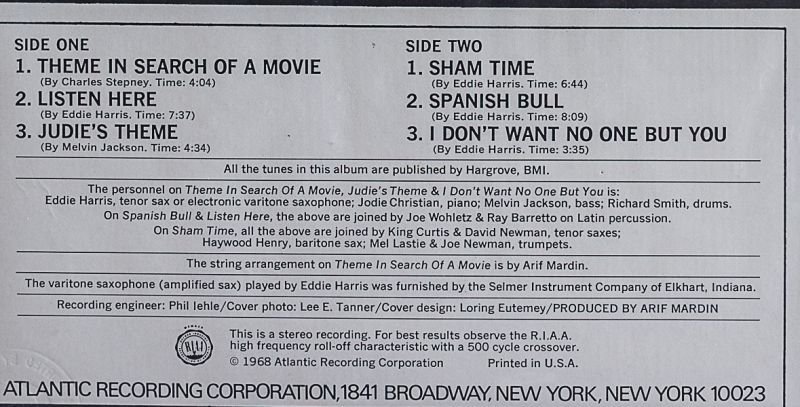 SIDE ONE
1. THEME IN SEARCH OF A MOVIE
(By Charles Stepney. Time: 4:04)
2. LISTEN HERE
(By Eddie Harris. Time: 7:37)
3. JUDIE'S THEME
(By Melvin Jackson. Time: 4:34)
SIDE TWO
1. SHAM TIME
(By Eddie Harris. Time: 6:44)
2. SPANISH BULL
(By Eddie Harris. Time: 8:09)
3. I DON'T WANT NO ONE BUT YOU
(By Eddie Harris. Time: 3:35)
All the tunes in this album are published by Hargrove, BMI.
The personnel on Theme In Search Of A Movie, Judie's Theme & I Don't Want No One But You is:
Eddie Harris, tenor sax or electronic varitone saxophone; Jodie Christian, piano; Melvin Jackson, bass; Richard Smith, drums.
On Spanish Bull & Listen Here, the above are joined by Joe Wohletz & Ray Barretto on Latin percussion.
On Sham Time, all the above are joined by King Curtis & David Newman, tenor saxes;
Haywood Henry, baritone sax; Mel Lastie & Joe Newman, trumpets.
The string arrangement on Theme In Search Of A Movie is by Arif Mardin.
The varitone saxophone (amplified sax) played by Eddie Harris was furnished by the Selmer Instrument Company of Elkhart, Indiana.
Recording engineer: Phil Iehle/Cover photo: Lee E. Tanner/Cover design: Loring Eutemey/PRODUCED BY ARIF MARDIN
This is a stereo recording. For best results observe the R.I.A.A.
high frequency roll-off characteristic with a 500 cycle crossover.
© 1968 Atlantic Recording Corporation Printed in U.S.A.
ATLANTIC RECORDING CORPORATION, 1841 BROADWAY, NEW YORK, NEW YORK 10023